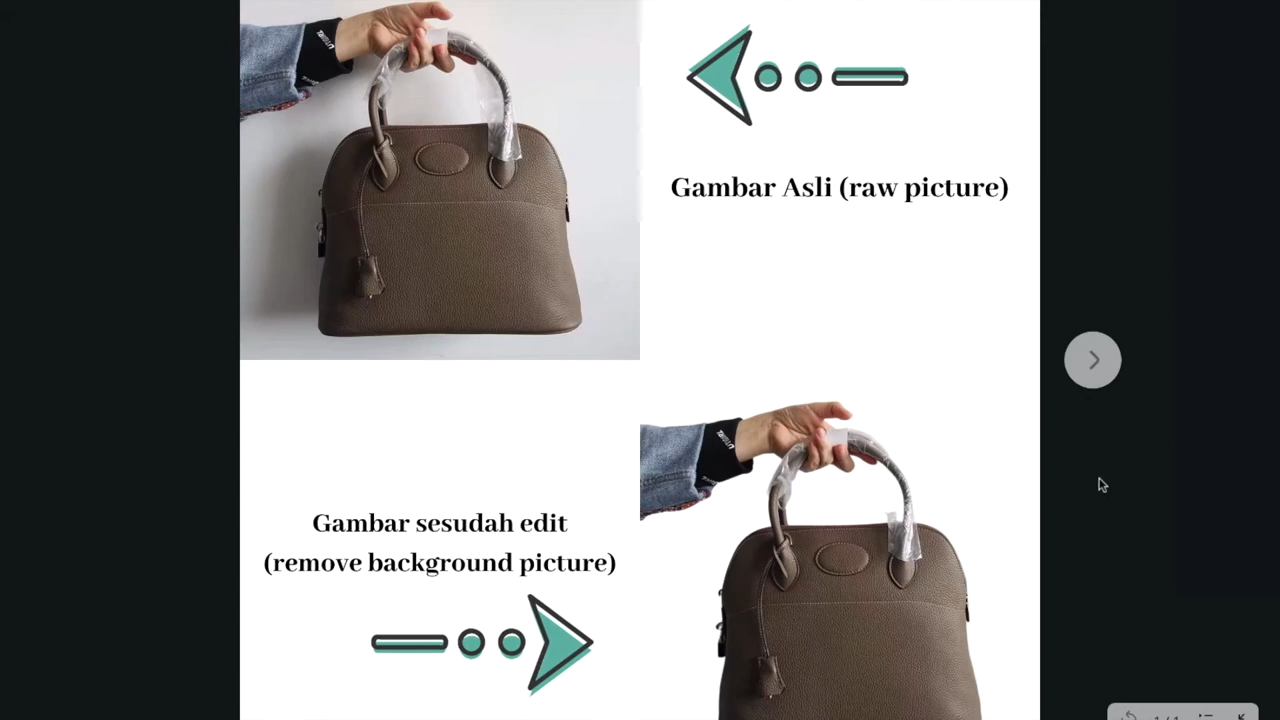 Gambar Asli (raw picture)
Gambar sesudah edit
(remove background picture)